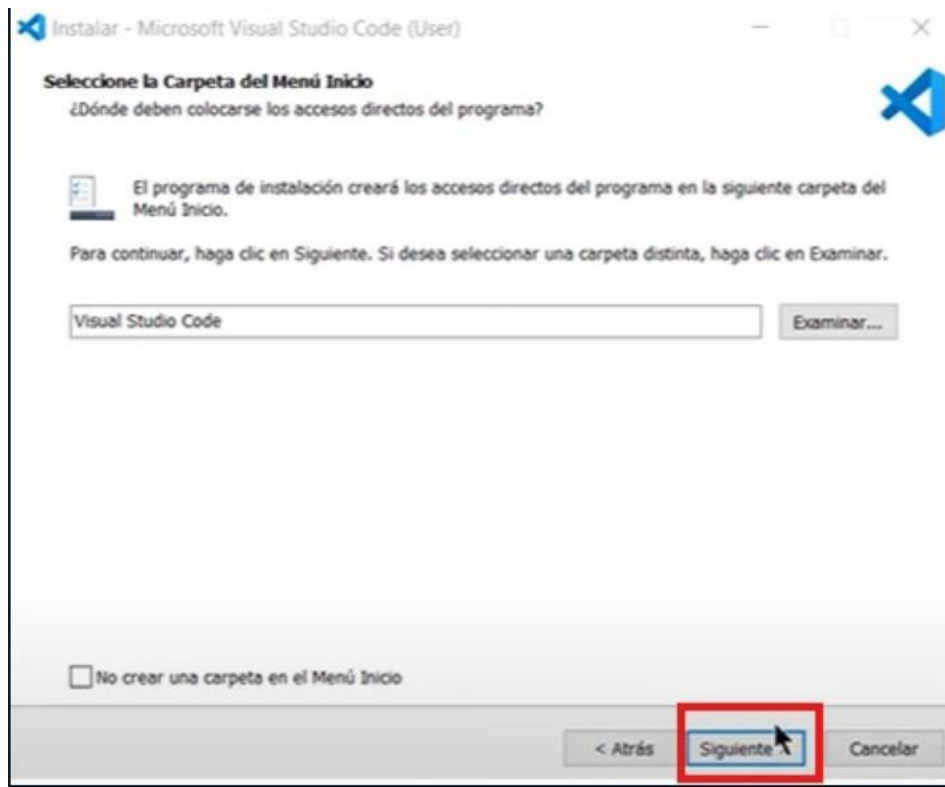 Instalar - Microsoft Visual Studio Code (User)
Seleccione la Carpeta del Menú Inicio
¿Dónde deben colocarse los accesos directos del programa?
El programa de instalación creará los accesos directos del programa en la siguiente carpeta del
Menú Inicio.
Para continuar, haga clic en Siguiente. Si desea seleccionar una carpeta distinta, haga clic en Examinar.
Visual Studio Code
Examinar...
No crear una carpeta en el Menú Inicio
< Atrás
Siguiente
Cancelar